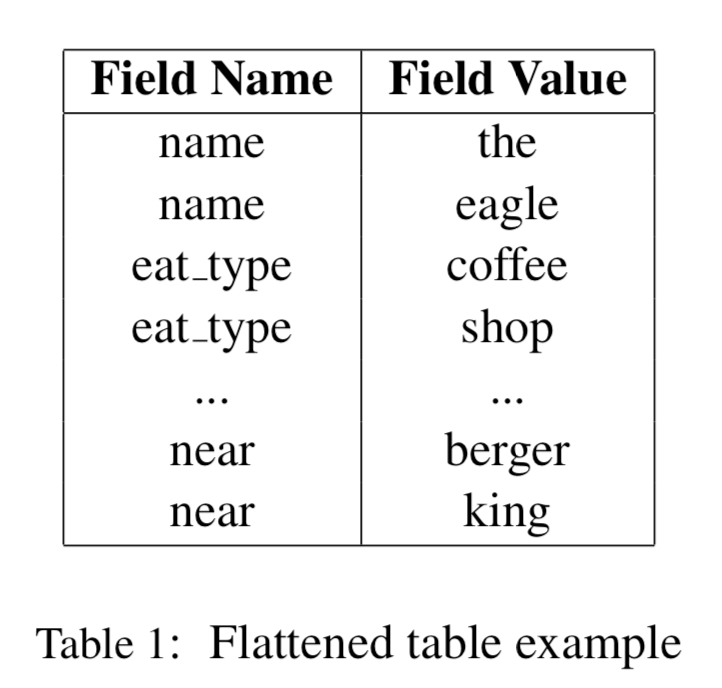 Field Name Field Value
name the
name eagle
eat_type coffee
eat_type shop
... ...
near berger
near king
Table 1: Flattened table example